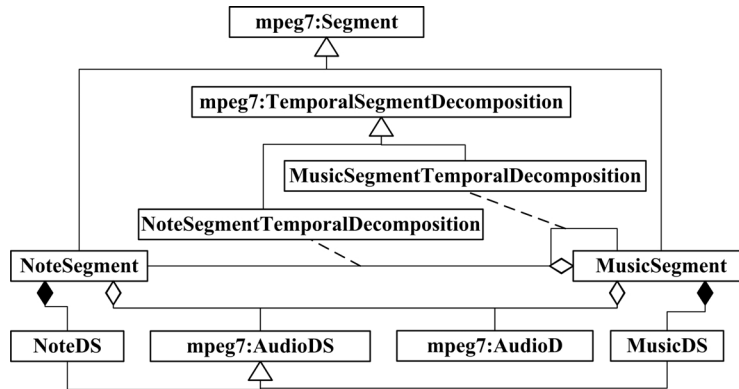 mpeg7:Segment
mpeg7:TemporalSegmentDecomposition
MusicSegmentTemporalDecomposition
NoteSegmentTemporalDecomposition
NoteSegment
MusicSegment
NoteDS
mpeg7:AudioDS
mpeg7:AudioD
MusicDS